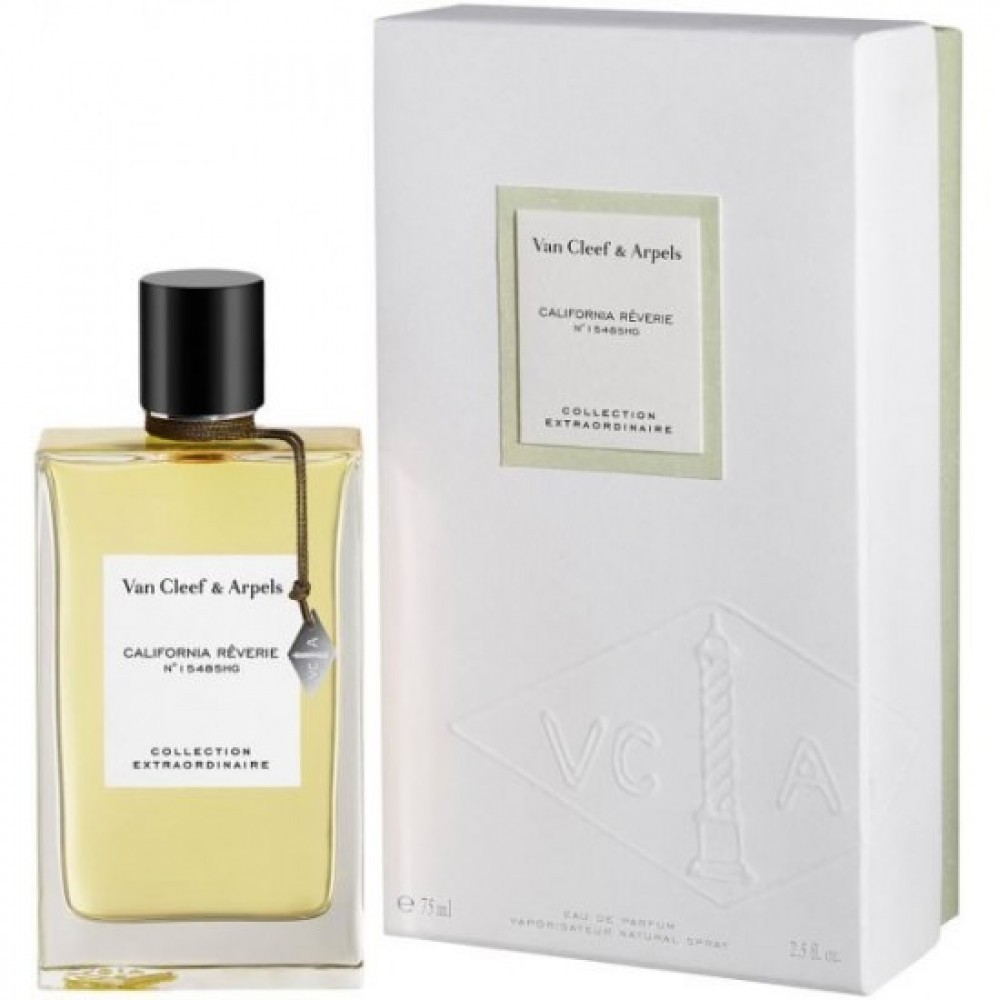 Van Cleef & Arpels
CALIFORNIA RÊVERIE
N° 15485HG
COLLECTION
EXTRAORDINAIRE
VC A
Van Cleef & Arpels
CALIFORNIA RÊVERIE
N° 15485HG
COLLECTION
EXTRAORDINAIRE
VC A
e 75 ml
EAU DE PARFUM
VAPORISATEUR NATURAL SPRAY
2.5 fl. oz.